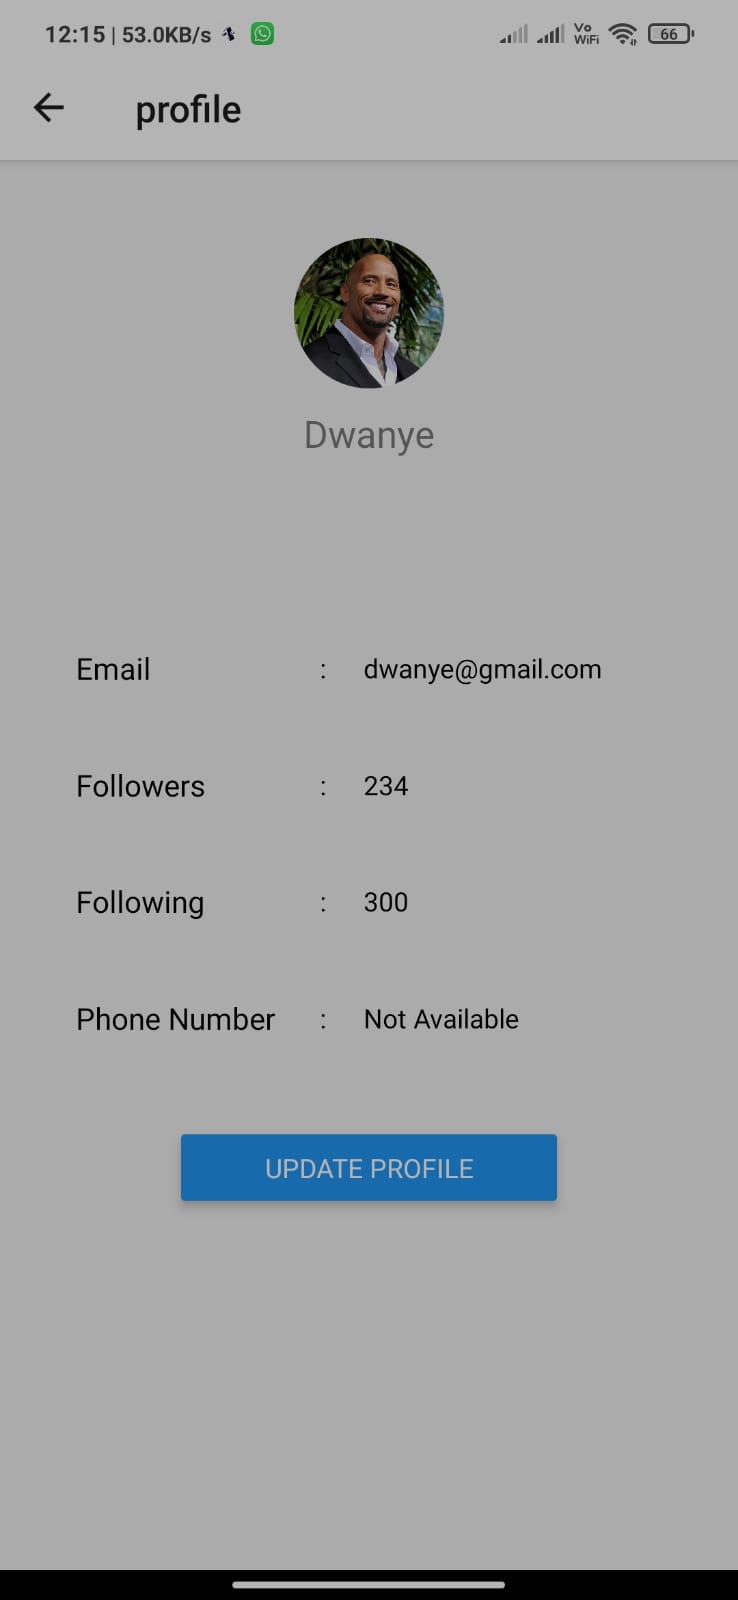 12:15 | 53.0KB/s Vo WiFi 66
profile
Dwanye
Email : dwanye@gmail.com
Followers : 234
Following : 300
Phone Number : Not Available
UPDATE PROFILE